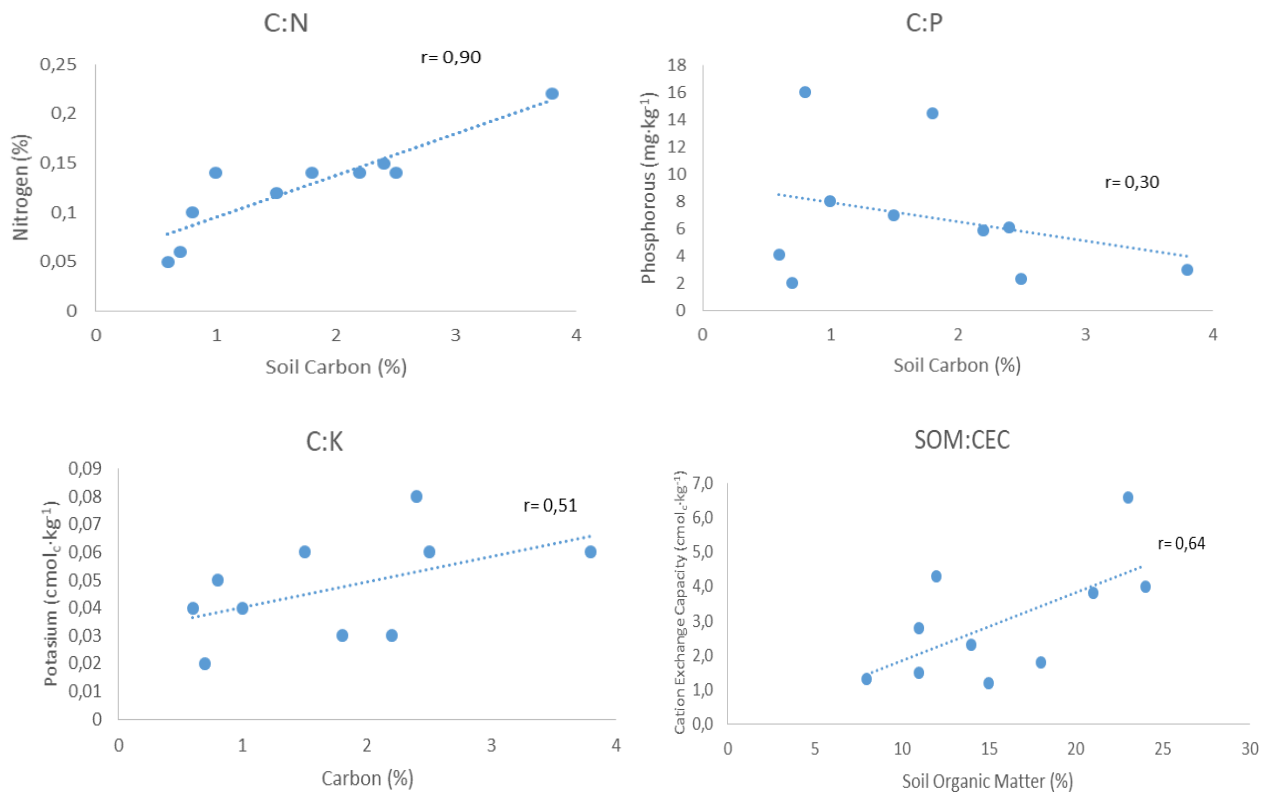 C:N
r= 0,90
Nitrogen (%)
0,25
0,2
0,15
0,1
0,05
0
0 1 2 3 4
Soil Carbon (%)
C:P
r= 0,30
Phosphorous (mg·kg⁻¹)
18
16
14
12
10
8
6
4
2
0
0 1 2 3 4
Soil Carbon (%)
C:K
r= 0,51
Potasium (cmol_c·kg⁻¹)
0,09
0,08
0,07
0,06
0,05
0,04
0,03
0,02
0,01
0
0 1 2 3 4
Carbon (%)
SOM:CEC
r= 0,64
Cation Exchange Capacity (cmol_c·kg⁻¹)
7,0
6,0
5,0
4,0
3,0
2,0
1,0
0,0
0 5 10 15 20 25 30
Soil Organic Matter (%)